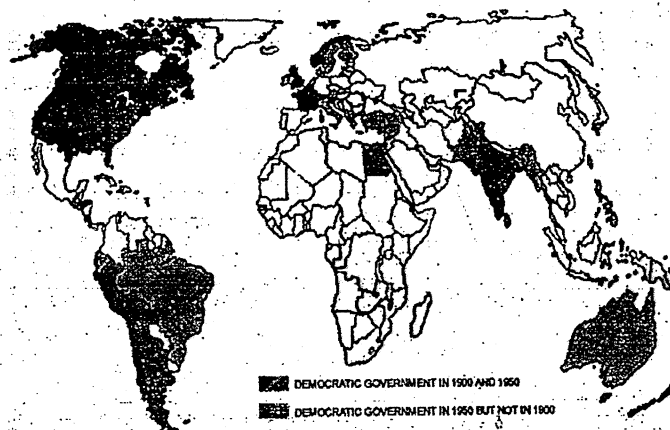 DEMOCRATIC GOVERNMENT IN 1900 AND 1950
DEMOCRATIC GOVERNMENT IN 1950 BUT NOT IN 1900